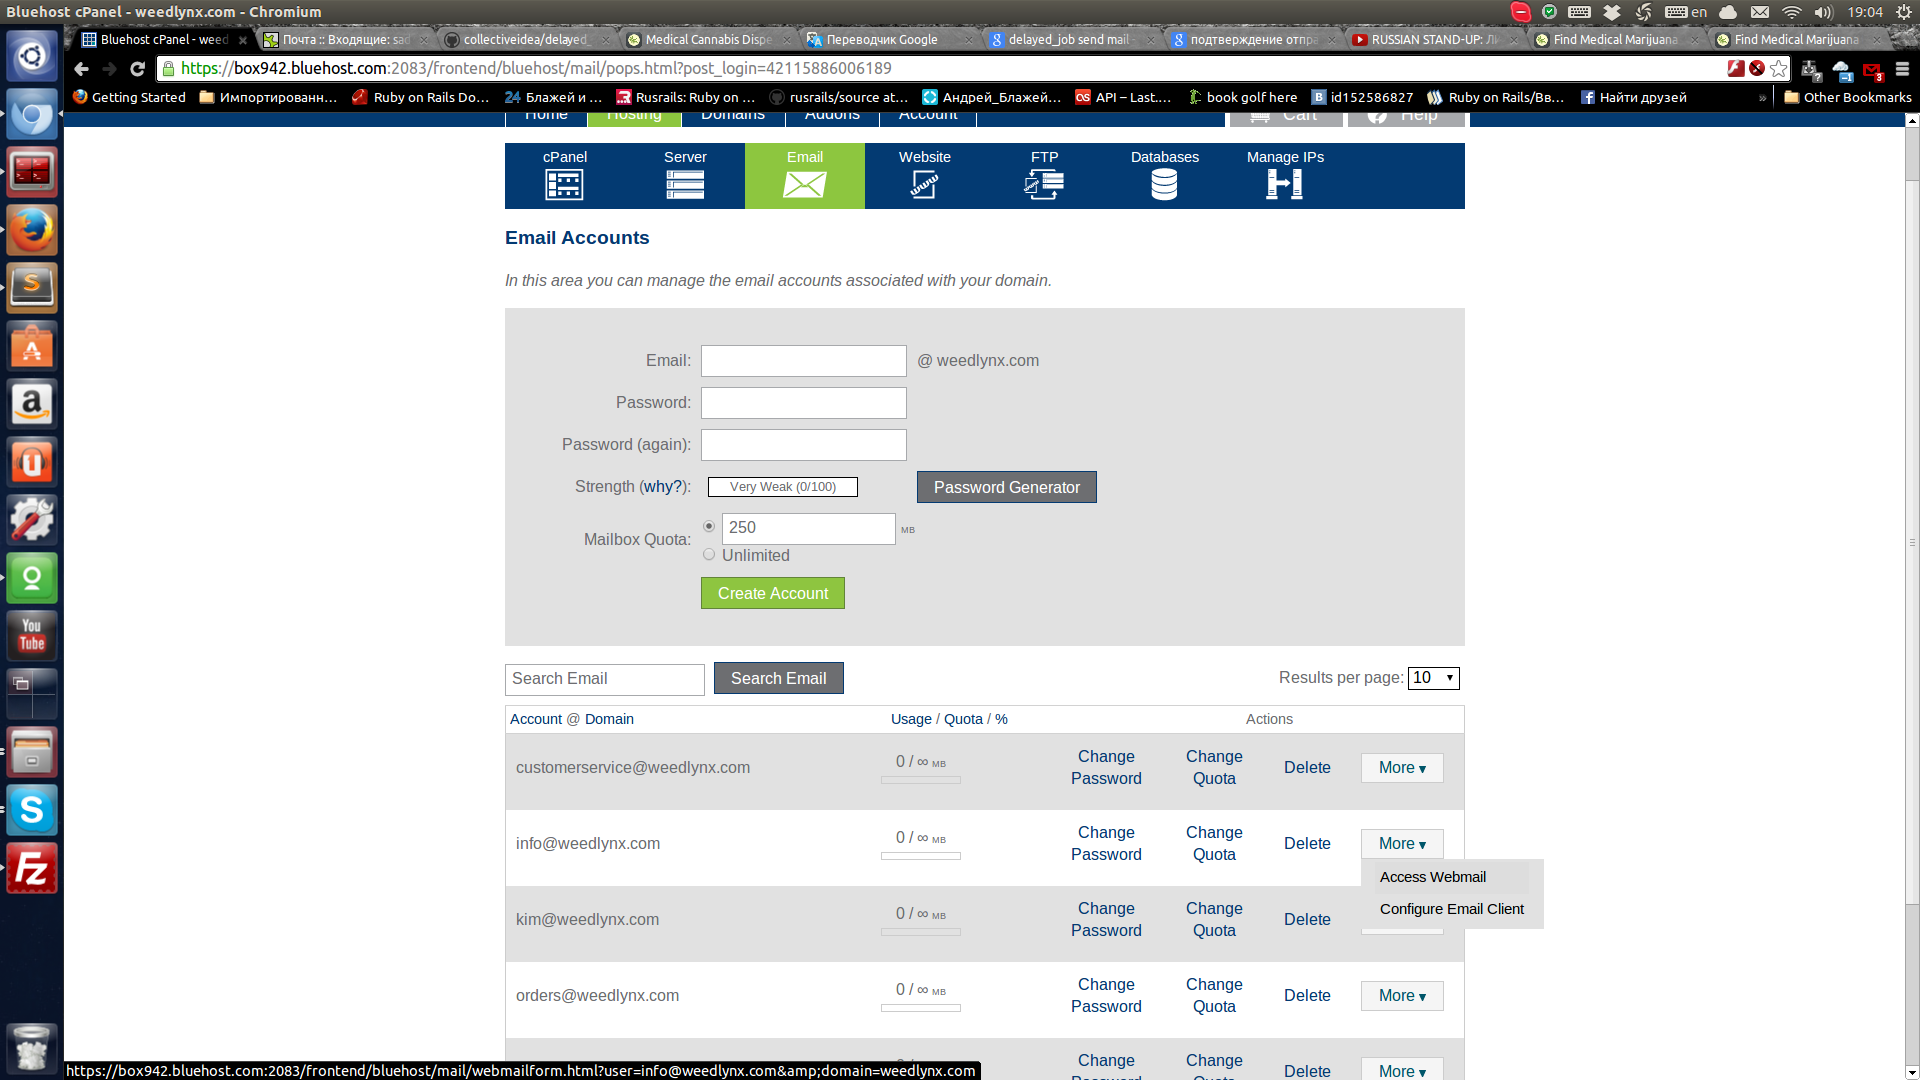 Bluehost cPanel - weedlynx.com - Chromium
en 19:04
Bluehost cPanel - weed
Почта :: Входящие: sad
collectiveidea/delayed_
Medical Cannabis Dispe
Переводчик Google
delayed_job send mail
подтверждение отпра
RUSSIAN STAND-UP: Л
Find Medical Marijuana
Find Medical Marijuana
https://box942.bluehost.com:2083/frontend/bluehost/mail/pops.html?post_login=42115886006189
Getting Started
Импортированн...
Ruby on Rails Do...
Блажей и ...
Rusrails: Ruby on ...
rusrails/source at...
Андрей_Блажей...
API – Last....
book golf here
id152586827
Ruby on Rails/Вв...
Найти друзей
» Other Bookmarks
Home Hosting Domains Addons Account Cart Help
cPanel Server Email Website FTP Databases Manage IPs
Email Accounts
In this area you can manage the email accounts associated with your domain.
Email: @ weedlynx.com
Password:
Password (again):
Strength (why?): Very Weak (0/100) Password Generator
Mailbox Quota: 250 MB
Unlimited
Create Account
Search Email Search Email Results per page: 10
Account @ Domain Usage / Quota / % Actions
customerservice@weedlynx.com 0 / ∞ MB Change Password Change Quota Delete More ▾
info@weedlynx.com 0 / ∞ MB Change Password Change Quota Delete More ▾
Access Webmail
Configure Email Client
kim@weedlynx.com 0 / ∞ MB Change Password Change Quota Delete
orders@weedlynx.com 0 / ∞ MB Change Password Change Quota Delete More ▾
Change Change Delete More ▾
https://box942.bluehost.com:2083/frontend/bluehost/mail/webmailform.html?user=info@weedlynx.com&amp;domain=weedlynx.com